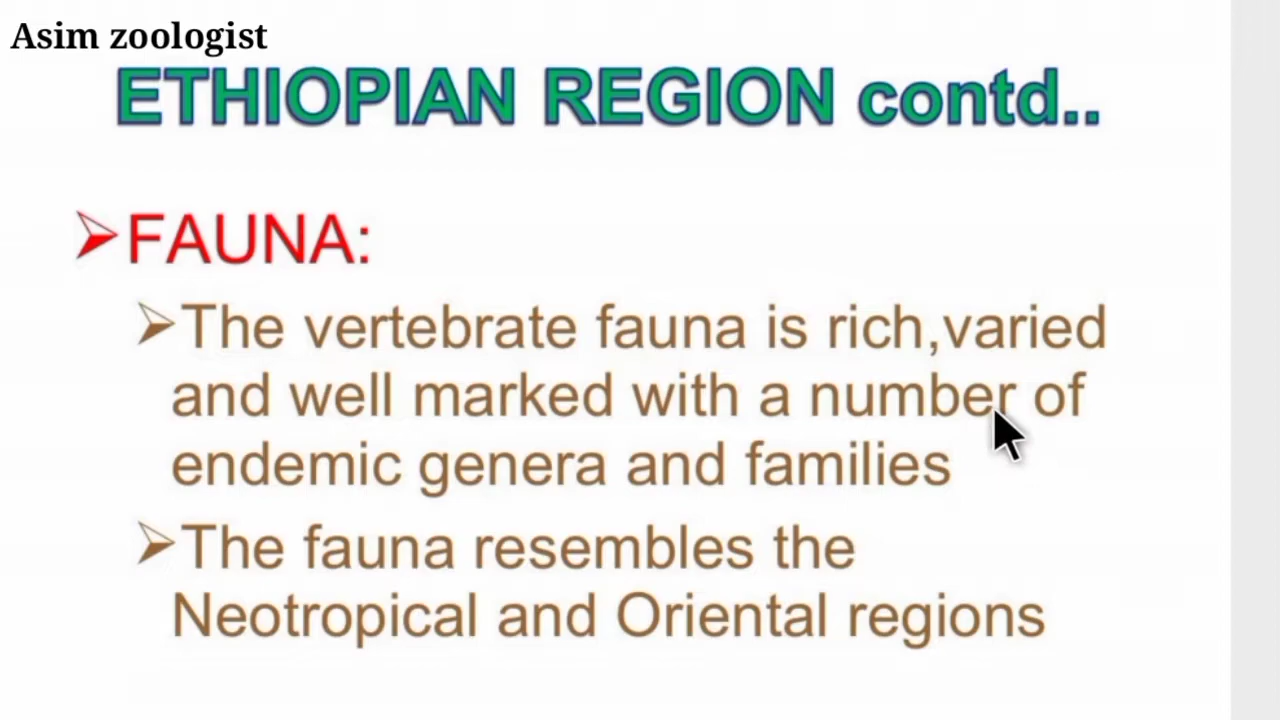 Asim zoologist
ETHIOPIAN REGION contd..
FAUNA:
The vertebrate fauna is rich,varied
and well marked with a number of
endemic genera and families
The fauna resembles the
Neotropical and Oriental regions